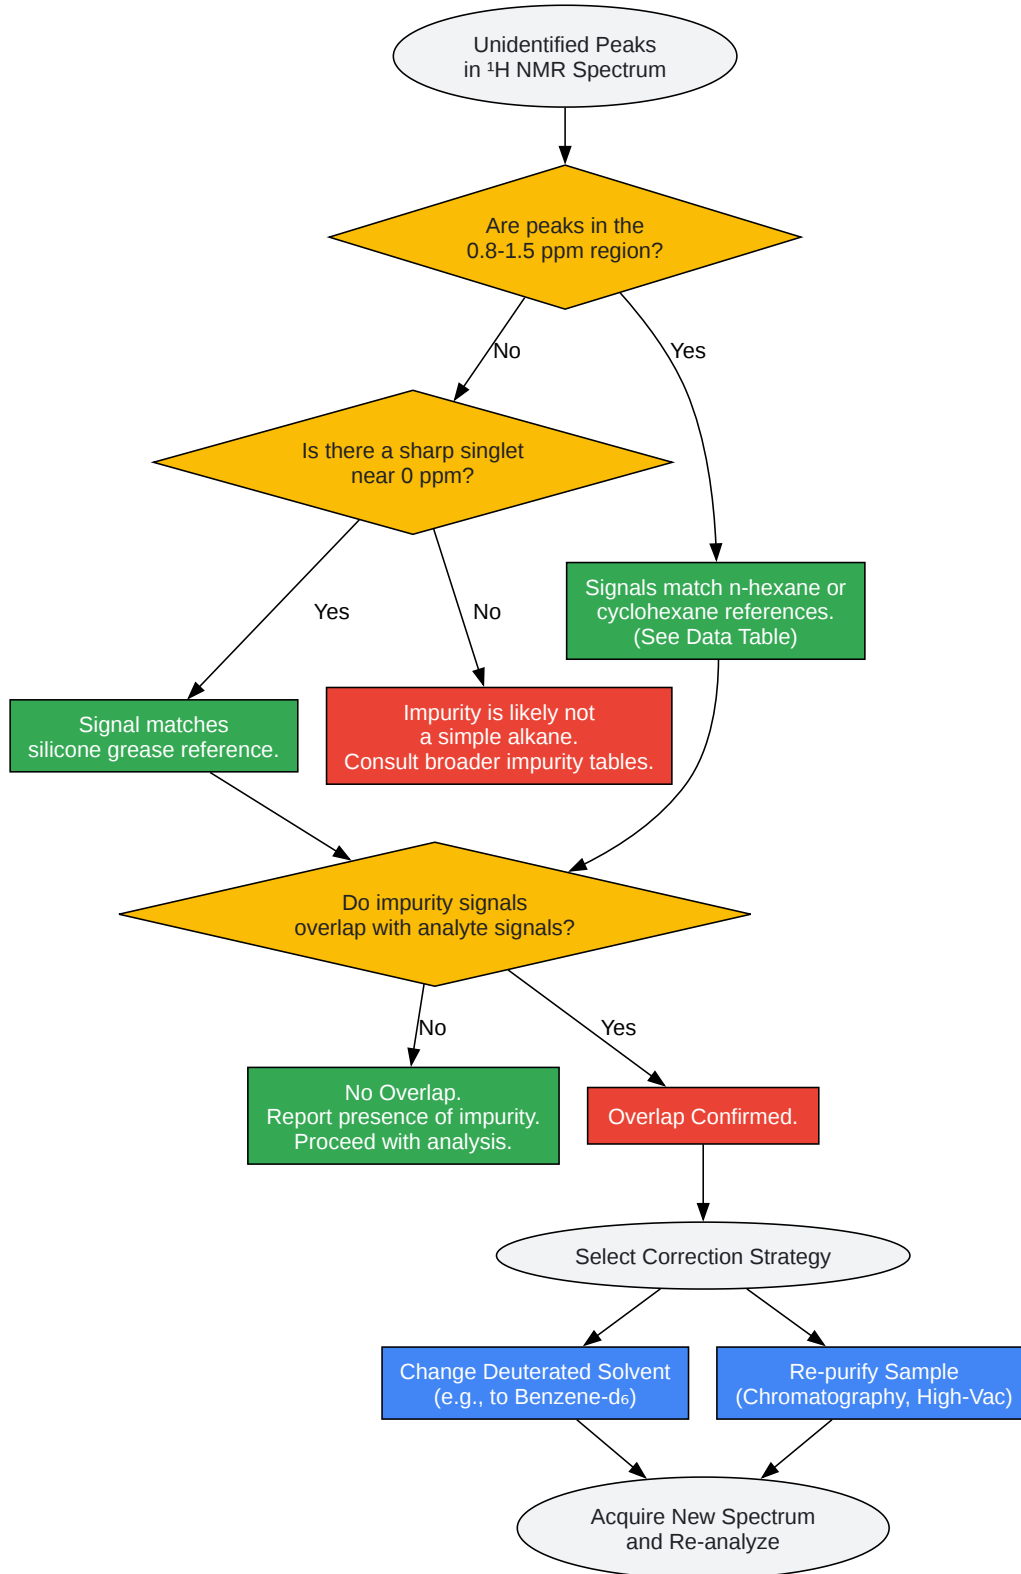 Unidentified Peaks
in ¹H NMR Spectrum
Are peaks in the
0.8-1.5 ppm region?
No
Yes
Is there a sharp singlet
near 0 ppm?
Signals match n-hexane or
cyclohexane references.
(See Data Table)
Yes
No
Signal matches
silicone grease reference.
Impurity is likely not
a simple alkane.
Consult broader impurity tables.
Do impurity signals
overlap with analyte signals?
No
Yes
No Overlap.
Report presence of impurity.
Proceed with analysis.
Overlap Confirmed.
Select Correction Strategy
Change Deuterated Solvent
(e.g., to Benzene-d₆)
Re-purify Sample
(Chromatography, High-Vac)
Acquire New Spectrum
and Re-analyze